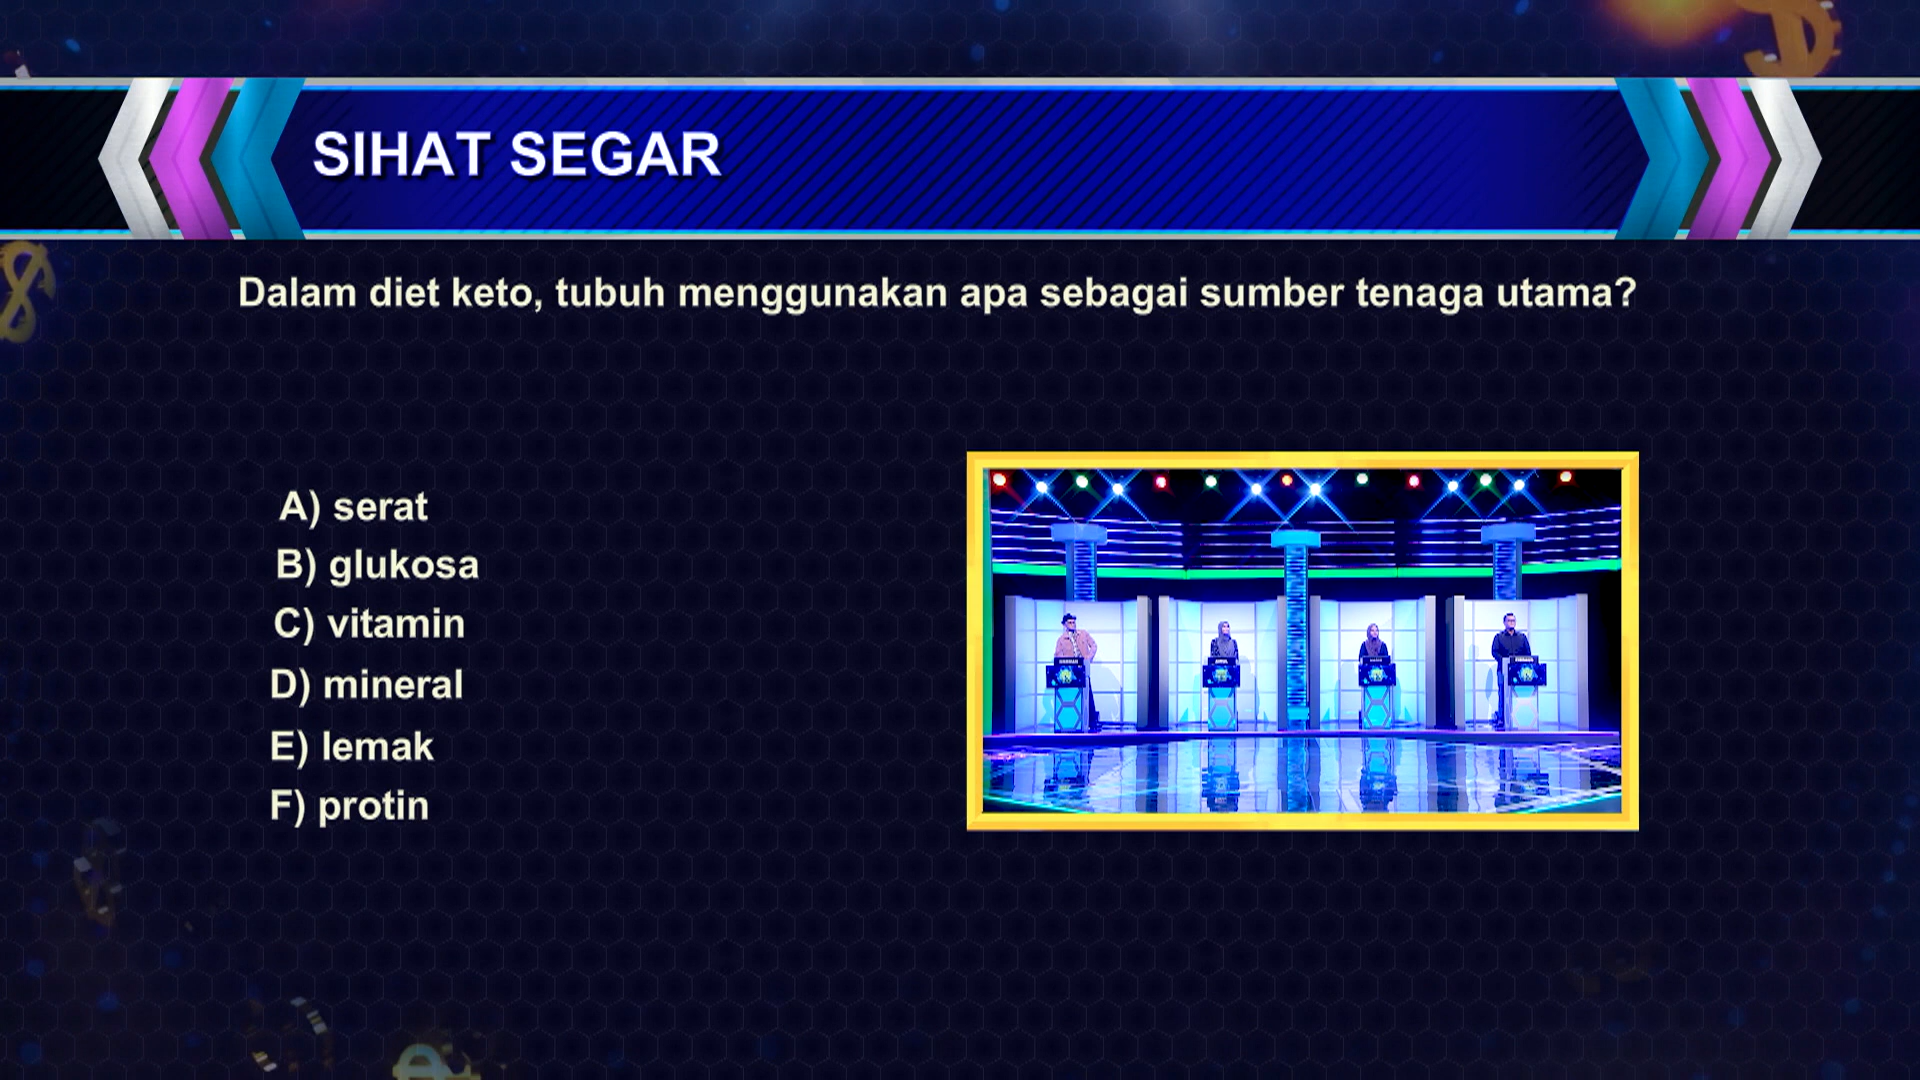 SIHAT SEGAR
Dalam diet keto, tubuh menggunakan apa sebagai sumber tenaga utama?
A) serat
B) glukosa
C) vitamin
D) mineral
E) lemak
F) protin